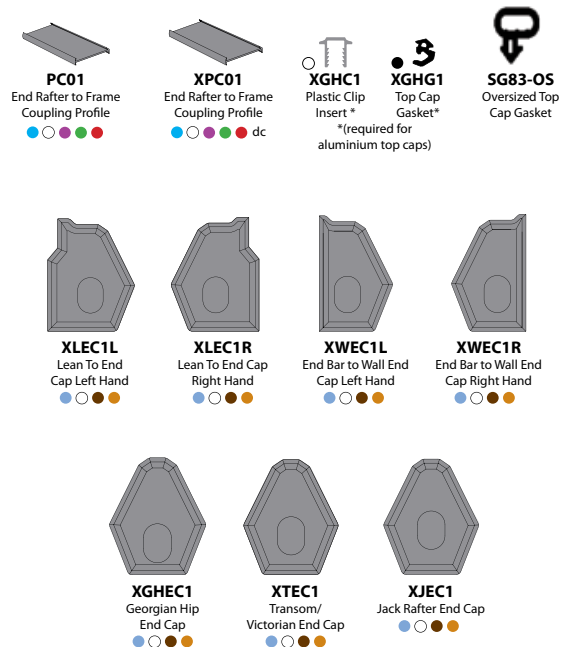 PC01
End Rafter to Frame
Coupling Profile
XPC01
End Rafter to Frame
Coupling Profile
dc
XGHC1
Plastic Clip
Insert *
XGHG1
Top Cap
Gasket*
*(required for
aluminium top caps)
SG83-OS
Oversized Top
Cap Gasket
XLEC1L
Lean To End
Cap Left Hand
XLEC1R
Lean To End Cap
Right Hand
XWEC1L
End Bar to Wall End
Cap Left Hand
XWEC1R
End Bar to Wall End
Cap Right Hand
XGHEC1
Georgian Hip
End Cap
XTEC1
Transom/
Victorian End Cap
XJEC1
Jack Rafter End Cap